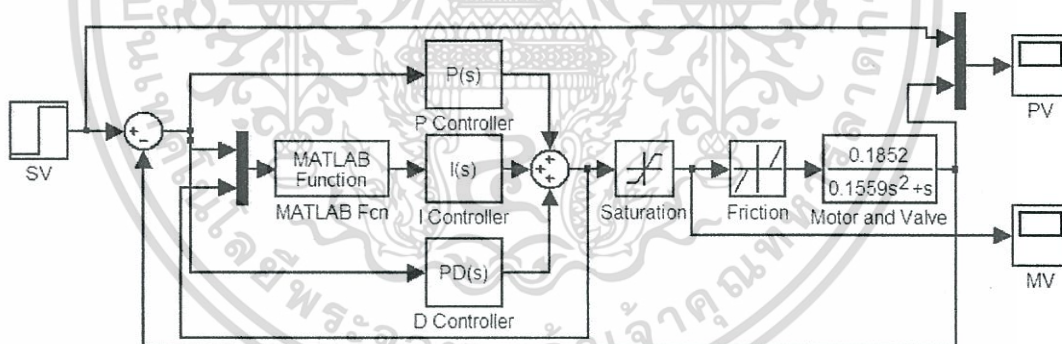 SV
+
-
P(s)
P Controller
MATLAB
Function
MATLAB Fcn
I(s)
I Controller
PD(s)
D Controller
+
+
+
Saturation
Friction
0.1852
0.1559s²+s
Motor and Valve
PV
MV